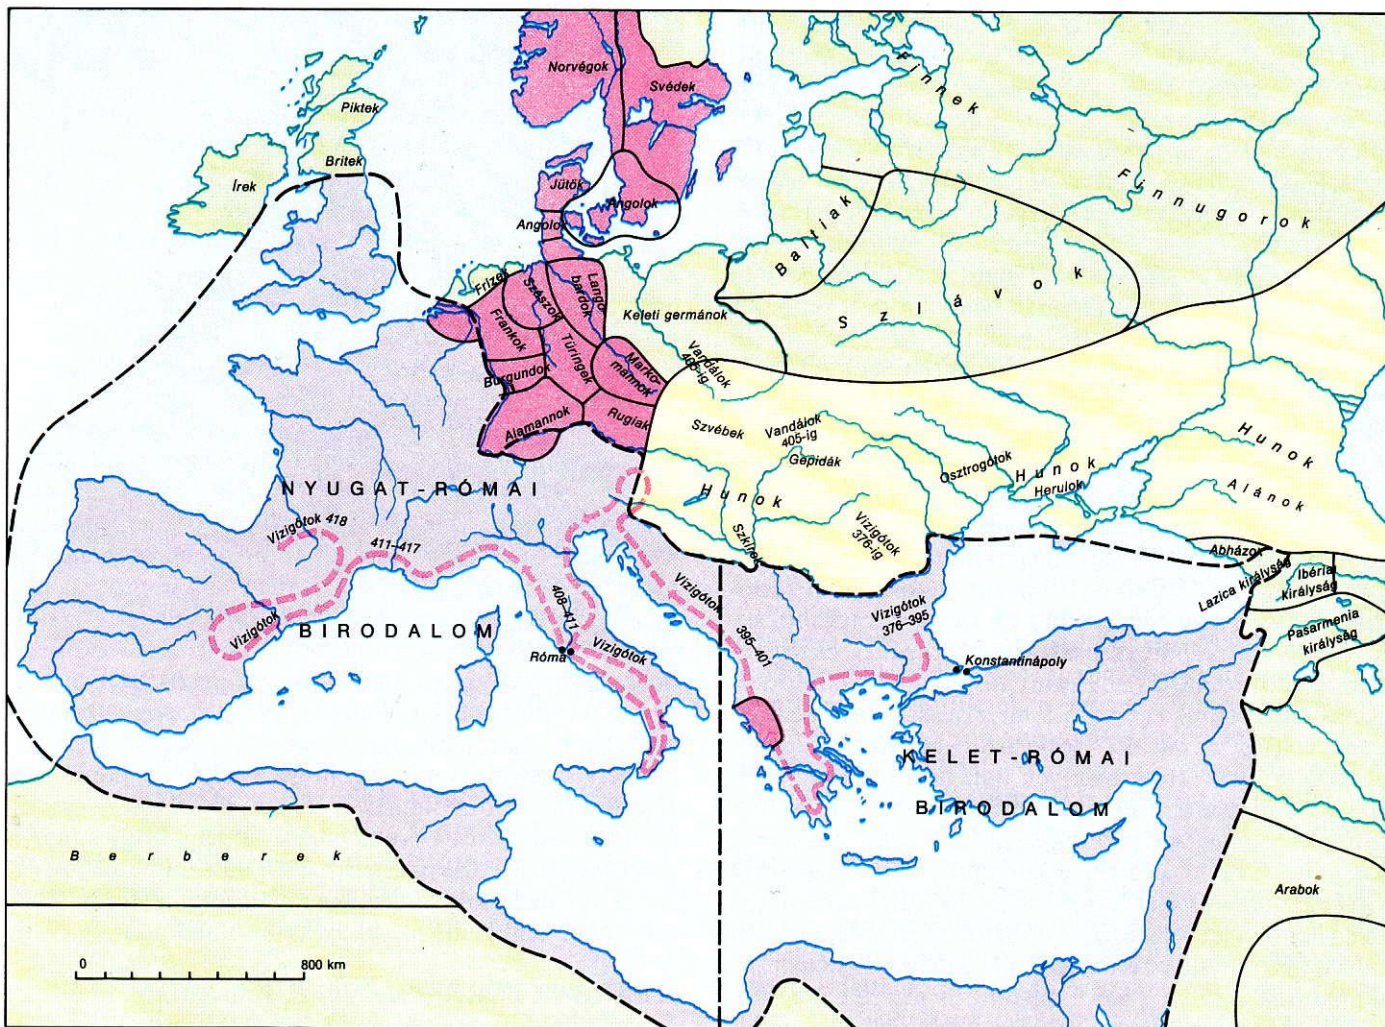 Norvégok
Svédek
Finnek
Piktek
Britek
Írek
Jütök
Angolok
Angolok
Baltiak
Finnugorok
Frízek
Szászok
Lango-
bardok
Keleti germánok
Szlávok
Frankok
Türingek
Vandálok
405-ig
Marko-
mannok
Burgundok
Alamannok
Rugiak
Szvébek
Vandálok
405-ig
Gepidák
Osztrogótok
Hunok
Herulok
Hunok
Alánok
NYUGAT-RÓMAI
Hunok
Vizigótok 418
411–417
Szkírek
Vizigótok
376-ig
Abházok
Lazica királyság
Ibériai
királyság
Vizigótok
408–411
Vizigótok
Vizigótok
376–395
BIRODALOM
Róma
Vizigótok
395–401
Konstantinápoly
Pasarmenia
királyság
KELET-RÓMAI
BIRODALOM
Berberek
Arabok
0 800 km